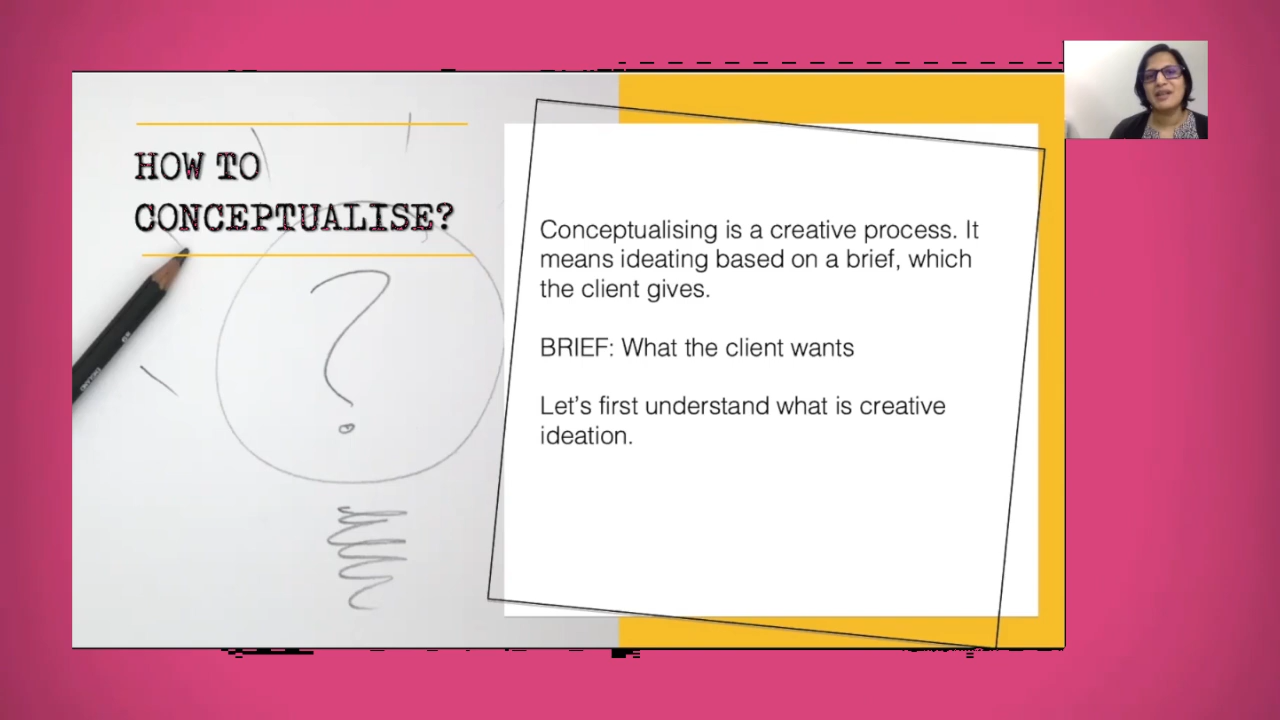 HOW TO
CONCEPTUALISE?
Conceptualising is a creative process. It
means ideating based on a brief, which
the client gives.
BRIEF: What the client wants
Let's first understand what is creative
ideation.